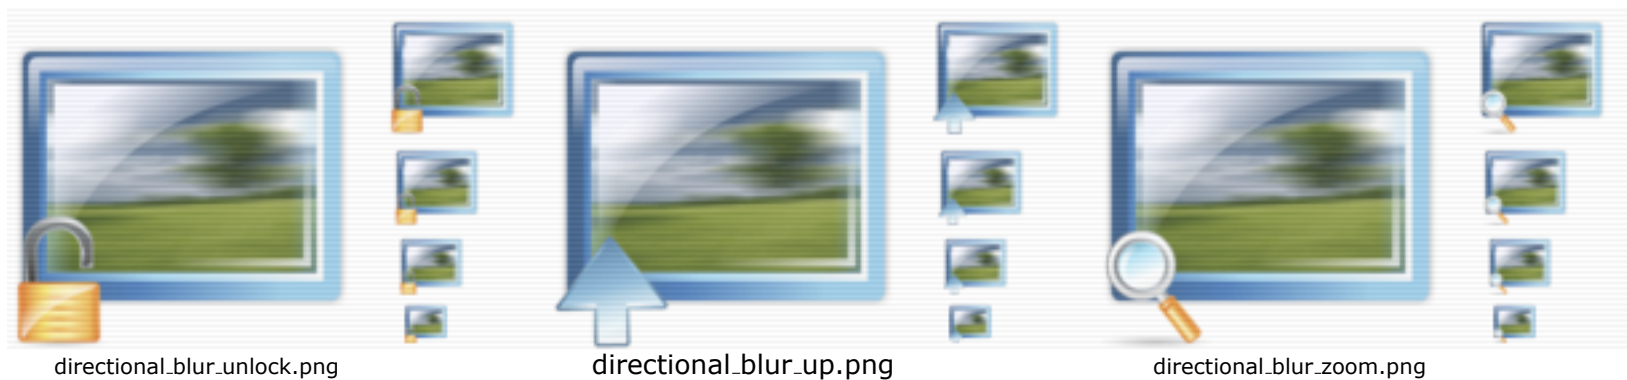 directional_blur_unlock.png
directional_blur_up.png
directional_blur_zoom.png